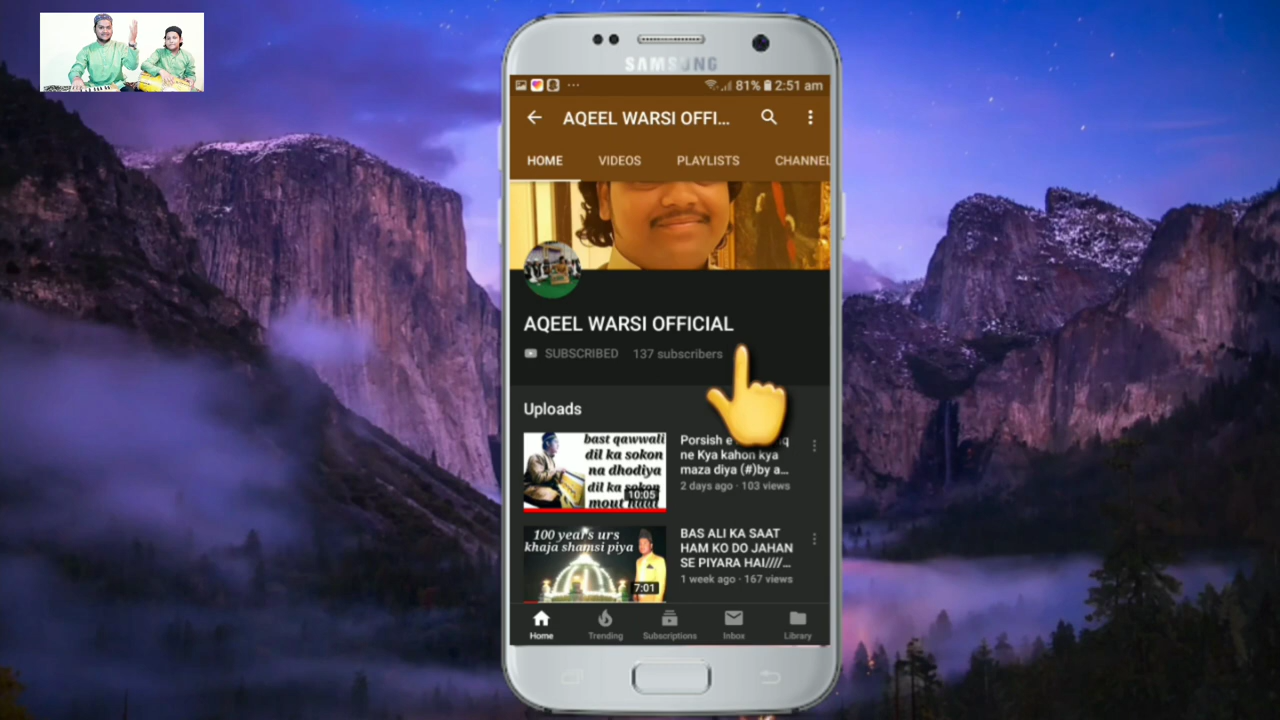 SAMSUNG
81% 2:51 am
AQEEL WARSI OFFI...
HOME VIDEOS PLAYLISTS CHANNEL
AQEEL WARSI OFFICIAL
SUBSCRIBED 137 subscribers
Uploads
bast qawwali
dil ka sokon
na dhodiya
dil ka sokon
10:05
Porsish e
ne Kya kahon kya
maza diya (#)by a...
2 days ago · 103 views
100 years urs
khaja shamsi piya
7:01
BAS ALI KA SAAT
HAM KO DO JAHAN
SE PIYARA HAI////...
1 week ago · 167 views
Home Trending Subscriptions Inbox Library